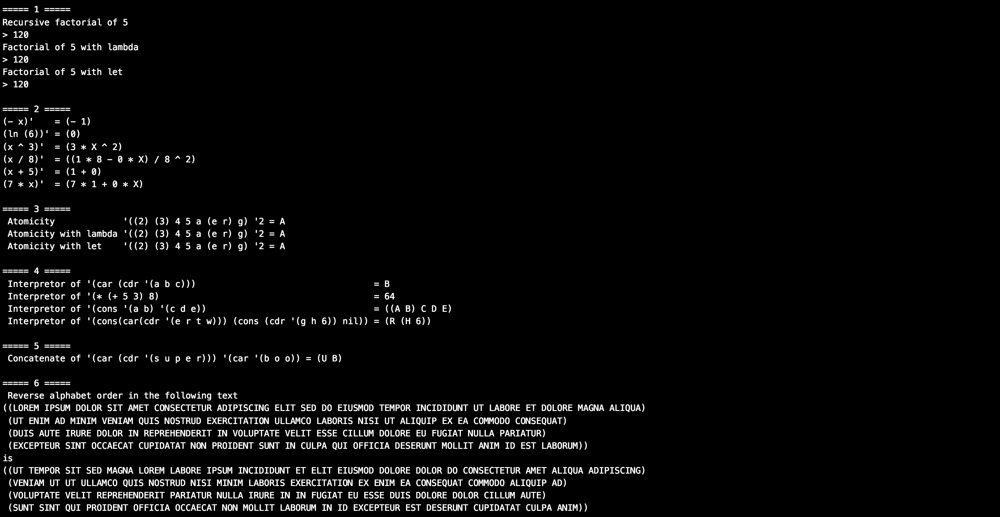 ===== 1 =====
Recursive factorial of 5
> 120
Factorial of 5 with lambda
> 120
Factorial of 5 with let
> 120

===== 2 =====
(- x)'    = (- 1)
(ln (6))' = (0)
(x ^ 3)'  = (3 * X ^ 2)
(x / 8)'  = ((1 * 8 - 0 * X) / 8 ^ 2)
(x + 5)'  = (1 + 0)
(7 * x)'  = (7 * 1 + 0 * X)

===== 3 =====
 Atomicity             '((2) (3) 4 5 a (e r) g) '2 = A
 Atomicity with lambda '((2) (3) 4 5 a (e r) g) '2 = A
 Atomicity with let    '((2) (3) 4 5 a (e r) g) '2 = A

===== 4 =====
 Interpretor of '(car (cdr '(a b c)))                                  = B
 Interpretor of '(* (+ 5 3) 8)                                         = 64
 Interpretor of '(cons '(a b) '(c d e))                                = ((A B) C D E)
 Interpretor of '(cons(car(cdr '(e r t w))) (cons (cdr '(g h 6)) nil)) = (R (H 6))

===== 5 =====
 Concatenate of '(car (cdr '(s u p e r))) '(car '(b o o)) = (U B)

===== 6 =====
 Reverse alphabet order in the following text
((LOREM IPSUM DOLOR SIT AMET CONSECTETUR ADIPISCING ELIT SED DO EIUSMOD TEMPOR INCIDIDUNT UT LABORE ET DOLORE MAGNA ALIQUA)
 (UT ENIM AD MINIM VENIAM QUIS NOSTRUD EXERCITATION ULLAMCO LABORIS NISI UT ALIQUIP EX EA COMMODO CONSEQUAT)
 (DUIS AUTE IRURE DOLOR IN REPREHENDERIT IN VOLUPTATE VELIT ESSE CILLUM DOLORE EU FUGIAT NULLA PARIATUR)
 (EXCEPTEUR SINT OCCAECAT CUPIDATAT NON PROIDENT SUNT IN CULPA QUI OFFICIA DESERUNT MOLLIT ANIM ID EST LABORUM))
is
((UT TEMPOR SIT SED MAGNA LOREM LABORE IPSUM INCIDIDUNT ET ELIT EIUSMOD DOLORE DOLOR DO CONSECTETUR AMET ALIQUA ADIPISCING)
 (VENIAM UT UT ULLAMCO QUIS NOSTRUD NISI MINIM LABORIS EXERCITATION EX ENIM EA CONSEQUAT COMMODO ALIQUIP AD)
 (VOLUPTATE VELIT REPREHENDERIT PARIATUR NULLA IRURE IN IN FUGIAT EU ESSE DUIS DOLORE DOLOR CILLUM AUTE)
 (SUNT SINT QUI PROIDENT OFFICIA OCCAECAT NON MOLLIT LABORUM IN ID EXCEPTEUR EST DESERUNT CUPIDATAT CULPA ANIM))